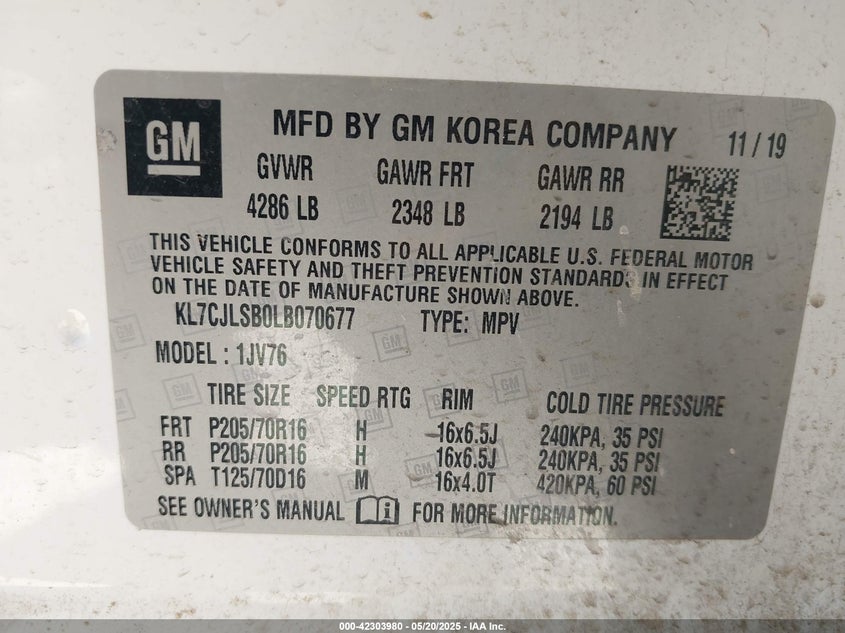 GM MFD BY GM KOREA COMPANY 11/19
GVWR GAWR FRT GAWR RR
4286 LB 2348 LB 2194 LB
THIS VEHICLE CONFORMS TO ALL APPLICABLE U.S. FEDERAL MOTOR
VEHICLE SAFETY AND THEFT PREVENTION STANDARDS IN EFFECT
ON THE DATE OF MANUFACTURE SHOWN ABOVE.
KL7CJLSB0LB070677 TYPE: MPV
MODEL : 1JV76
TIRE SIZE SPEED RTG RIM COLD TIRE PRESSURE
FRT P205/70R16 H 16x6.5J 240KPA, 35 PSI
RR P205/70R16 H 16x6.5J 240KPA, 35 PSI
SPA T125/70D16 M 16x4.0T 420KPA, 60 PSI
SEE OWNER'S MANUAL i FOR MORE INFORMATION.
000-42303980 — 05/20/2025 — IAA Inc.